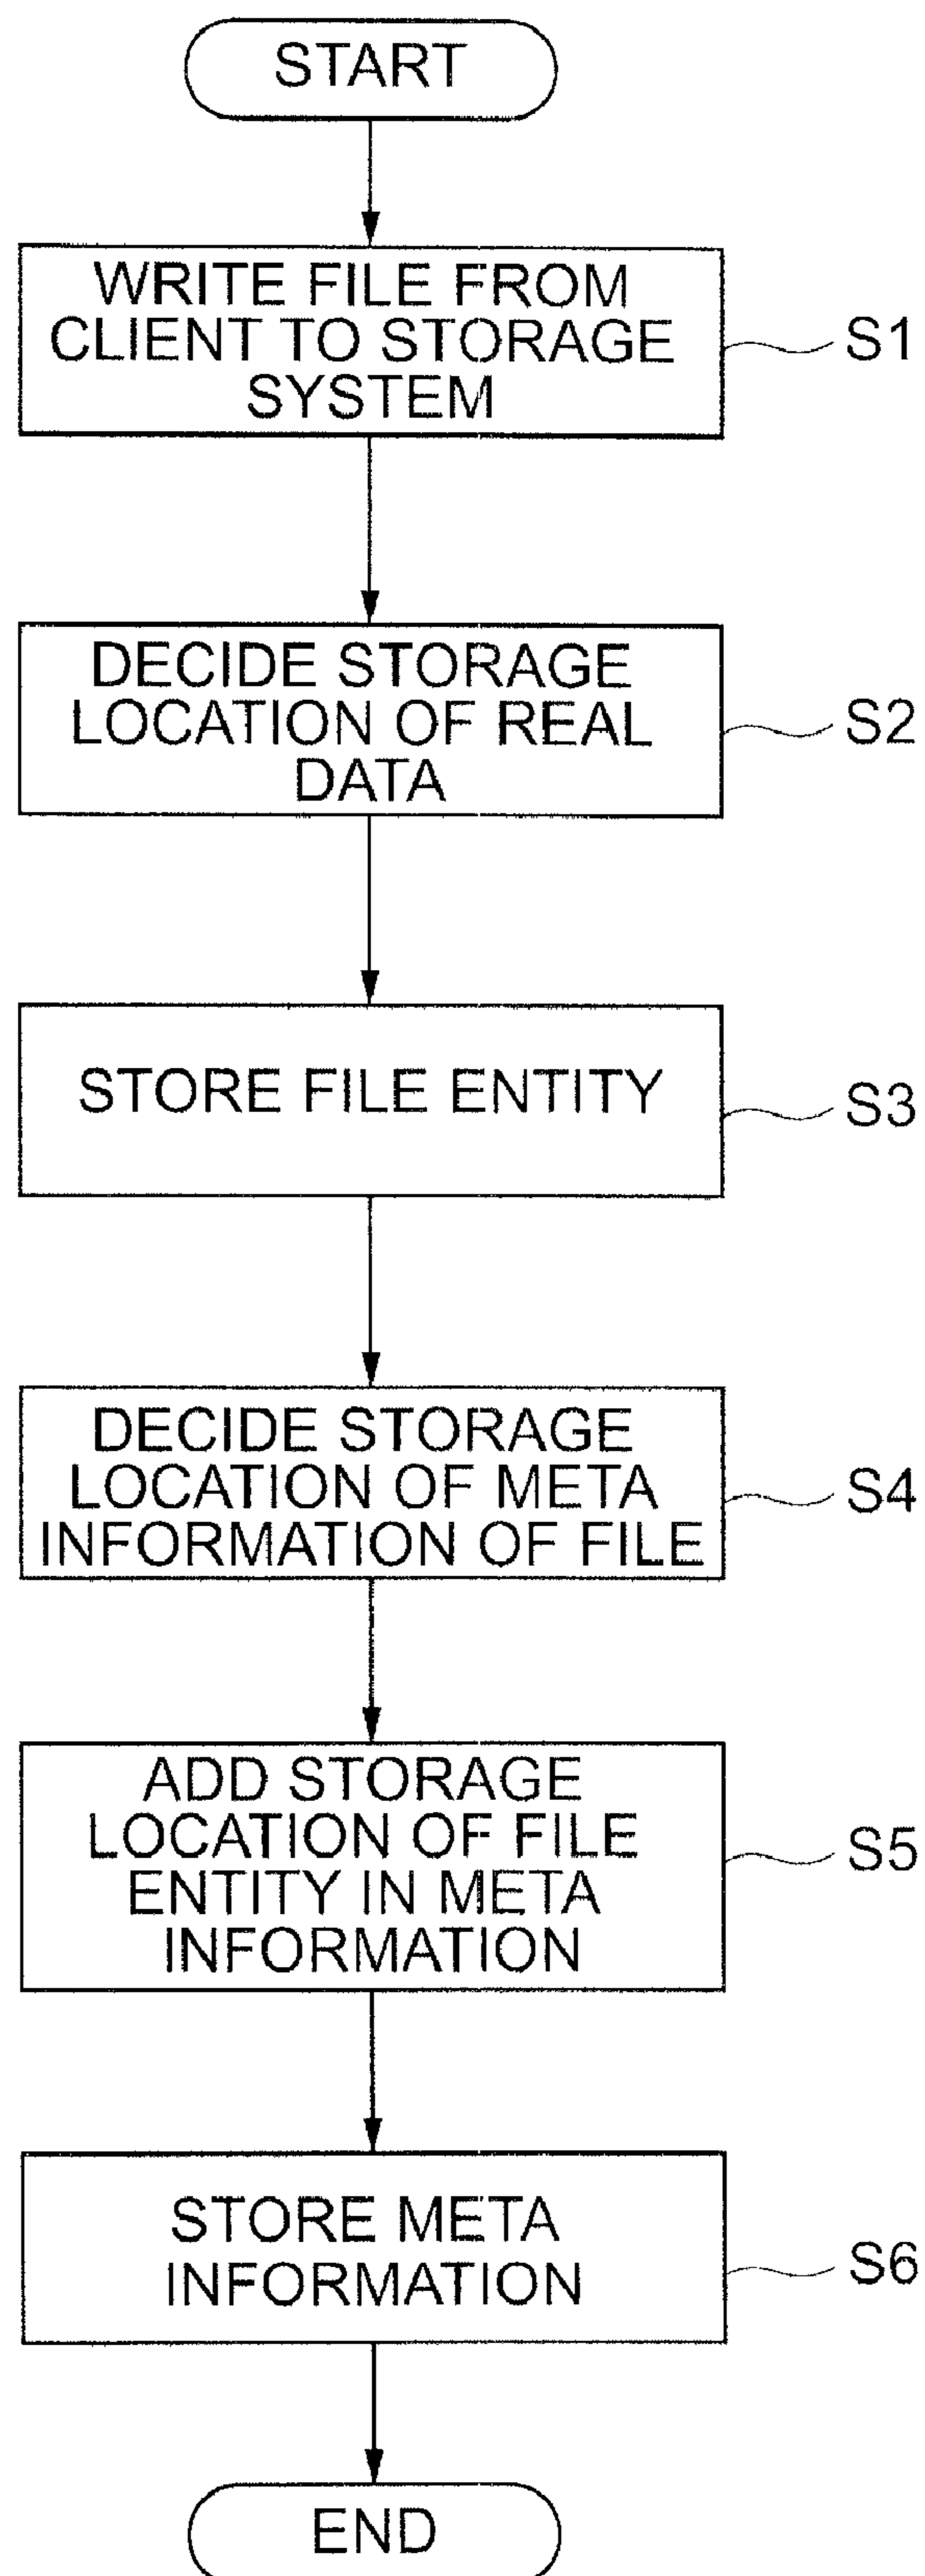 START
WRITE FILE FROM
CLIENT TO STORAGE
SYSTEM
S1
DECIDE STORAGE
LOCATION OF REAL
DATA
S2
STORE FILE ENTITY
S3
DECIDE STORAGE
LOCATION OF META
INFORMATION OF FILE
S4
ADD STORAGE
LOCATION OF FILE
ENTITY IN META
INFORMATION
S5
STORE META
INFORMATION
S6
END